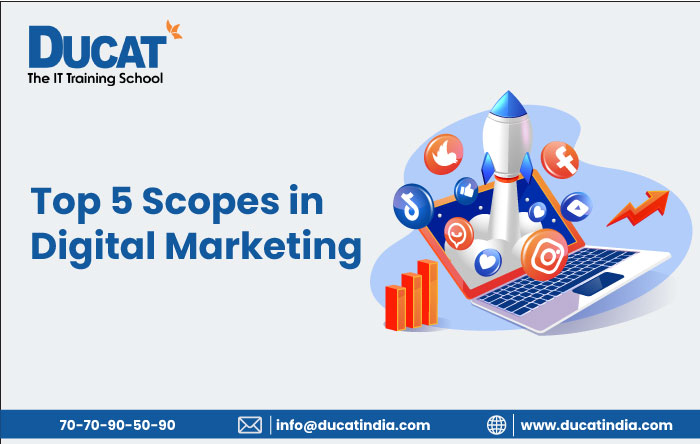 DUCAT
The IT Training School
Top 5 Scopes in
Digital Marketing
70-70-90-50-90
info@ducatindia.com
www.ducatindia.com